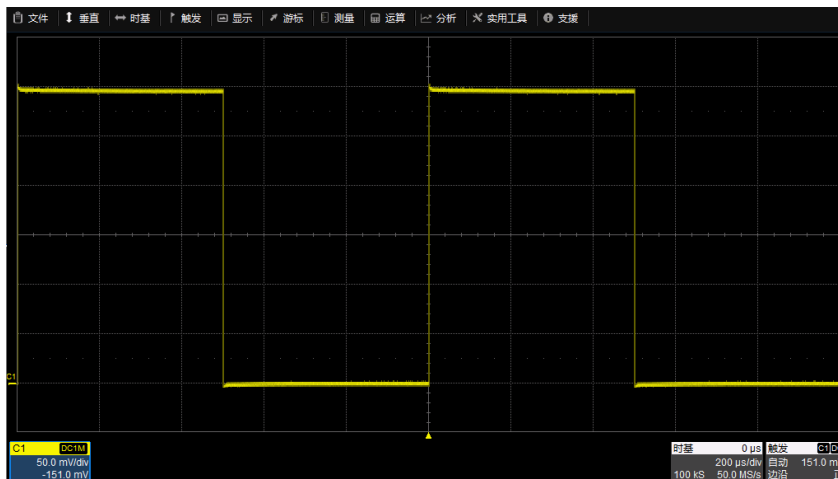 文件 垂直 时基 触发 显示 游标 测量 运算 分析 实用工具 支援
C1
C1 DC1M
50.0 mV/div
-151.0 mV
时基 0 μs
200 μs/div
100 kS 50.0 MS/s
触发 C1 D
自动 151.0 m
边沿